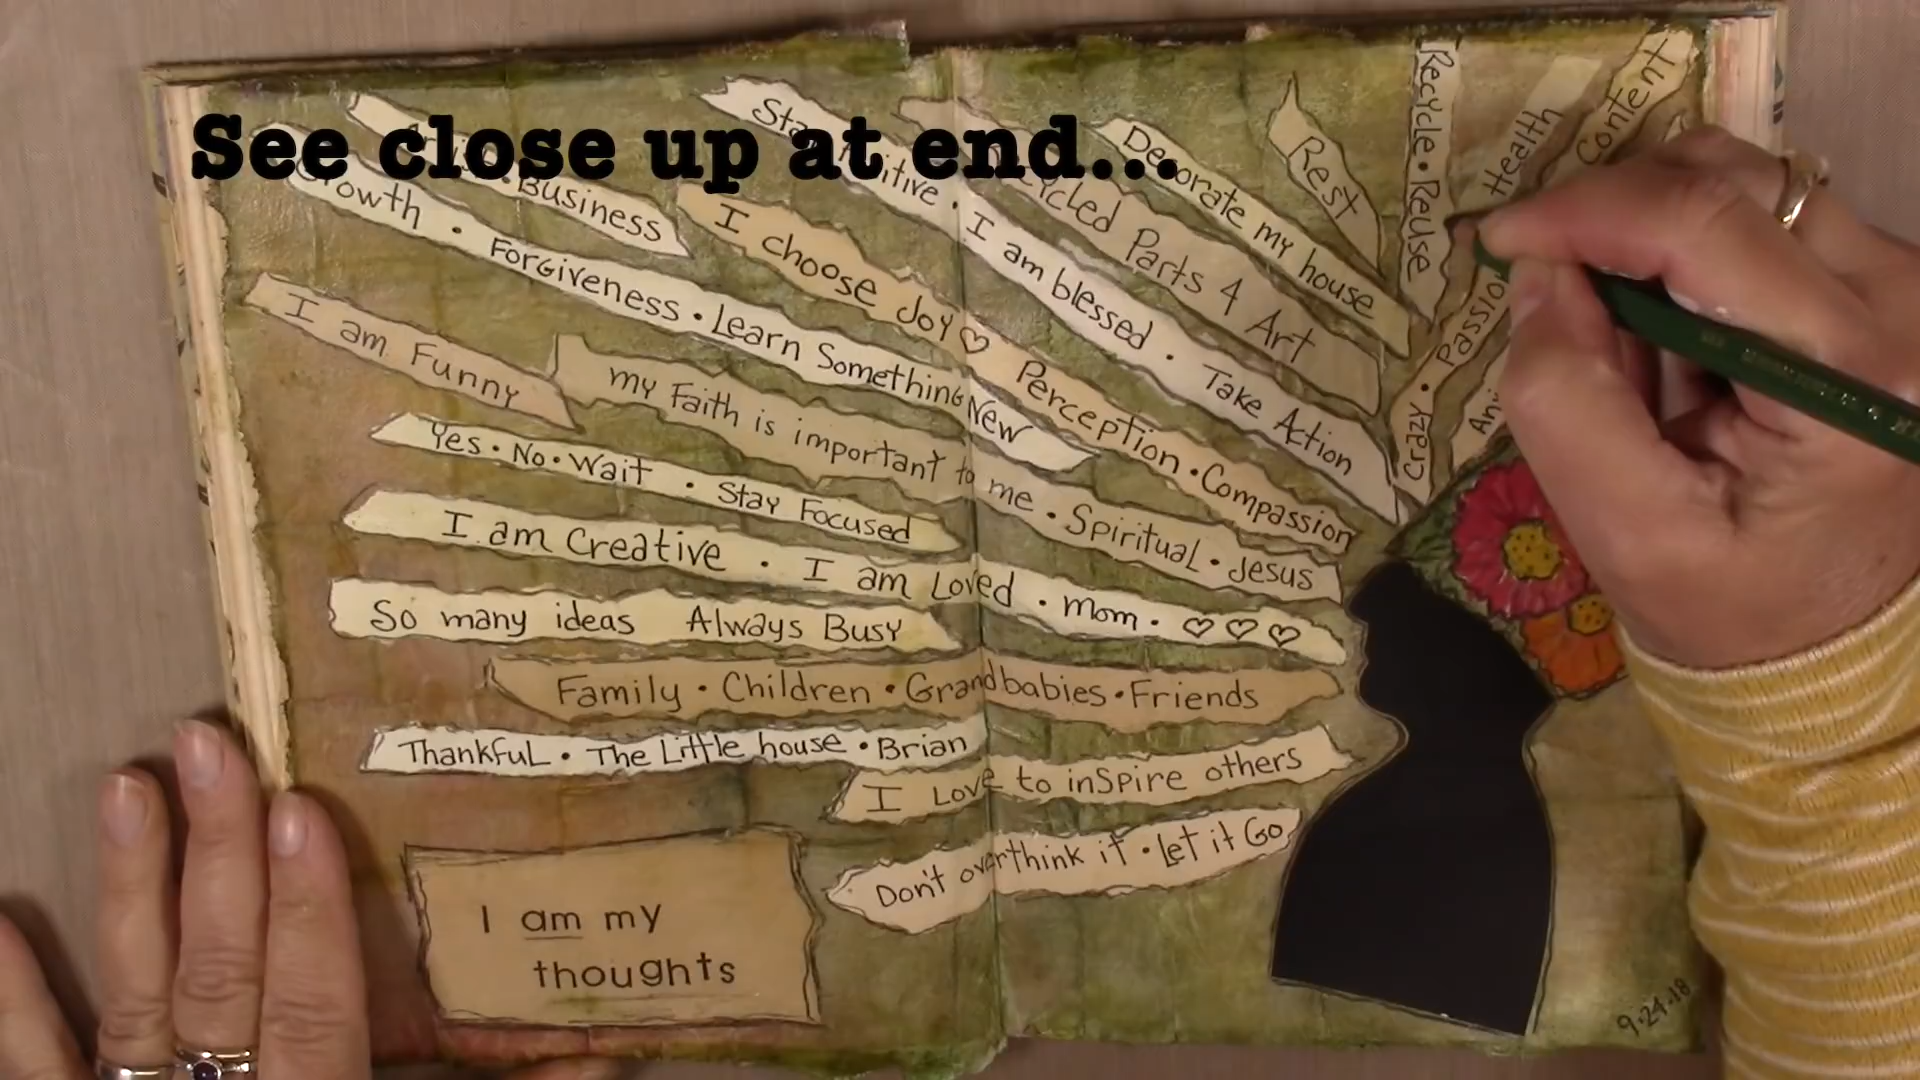 See close up at end...
Business
Growth • Forgiveness • Learn Something New
I choose Joy ♡ Perception • Compassion
Stay Positive • I am blessed • Take Action
Recycled Parts 4 Art
Decorate my house
Rest
Recycle • Reuse
Health
Content
Crazy • Passion
I am Funny
my Faith is important to me • Spiritual • Jesus
Yes • No • Wait • Stay Focused
I am Creative • I am Loved • Mom • ♡ ♡ ♡
So many ideas Always Busy
Family • Children • Grandbabies • Friends
Thankful • The Little house • Brian
I Love to inspire others
Don't overthink it • Let it Go
I am my
thoughts
9.24.18